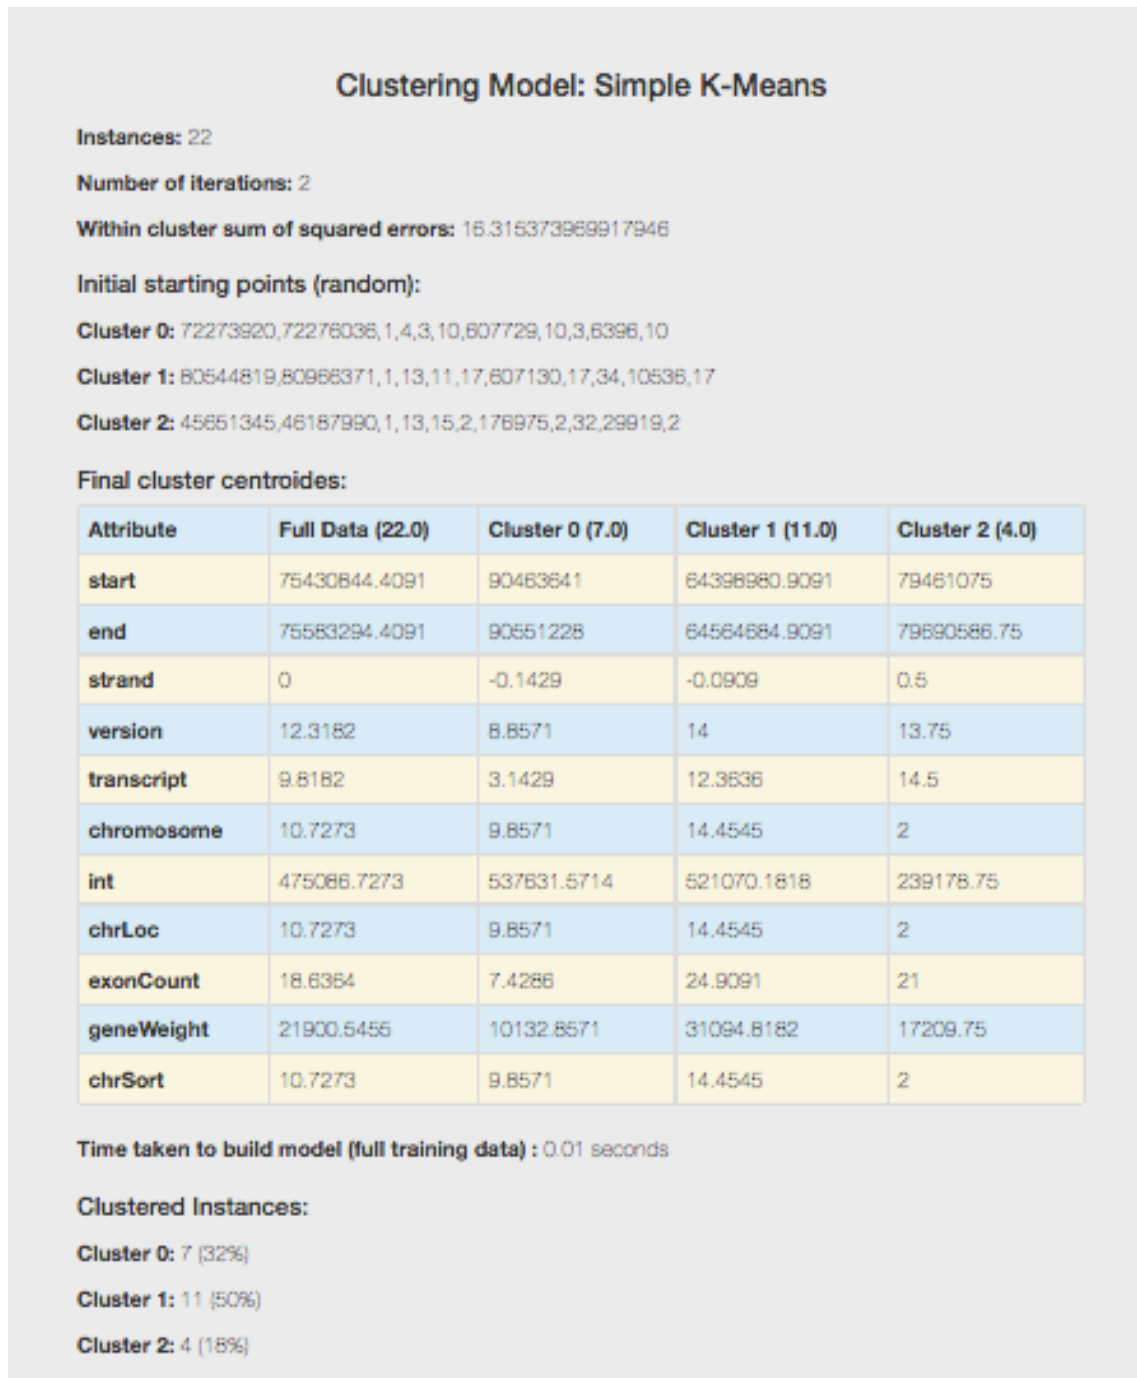 Clustering Model: Simple K-Means
Instances: 22
Number of iterations: 2
Within cluster sum of squared errors: 16.315373969917946
Initial starting points (random):
Cluster 0: 72273920,72276036,1,4,3,10,607729,10,3,6396,10
Cluster 1: 80544819,80966371,1,13,11,17,607130,17,34,10536,17
Cluster 2: 45651345,46187990,1,13,15,2,176975,2,32,29919,2
Final cluster centroides:
Attribute Full Data (22.0) Cluster 0 (7.0) Cluster 1 (11.0) Cluster 2 (4.0)
start 75430844.4091 90463641 64398980.9091 79461075
end 75583294.4091 90551228 64564684.9091 79690586.75
strand 0 -0.1429 -0.0909 0.5
version 12.3182 8.8571 14 13.75
transcript 9.8182 3.1429 12.3636 14.5
chromosome 10.7273 9.8571 14.4545 2
int 475086.7273 537631.5714 521070.1818 239178.75
chrLoc 10.7273 9.8571 14.4545 2
exonCount 18.6364 7.4286 24.9091 21
geneWeight 21900.5455 10132.8571 31094.8182 17209.75
chrSort 10.7273 9.8571 14.4545 2
Time taken to build model (full training data) : 0.01 seconds
Clustered Instances:
Cluster 0: 7 (32%)
Cluster 1: 11 (50%)
Cluster 2: 4 (18%)